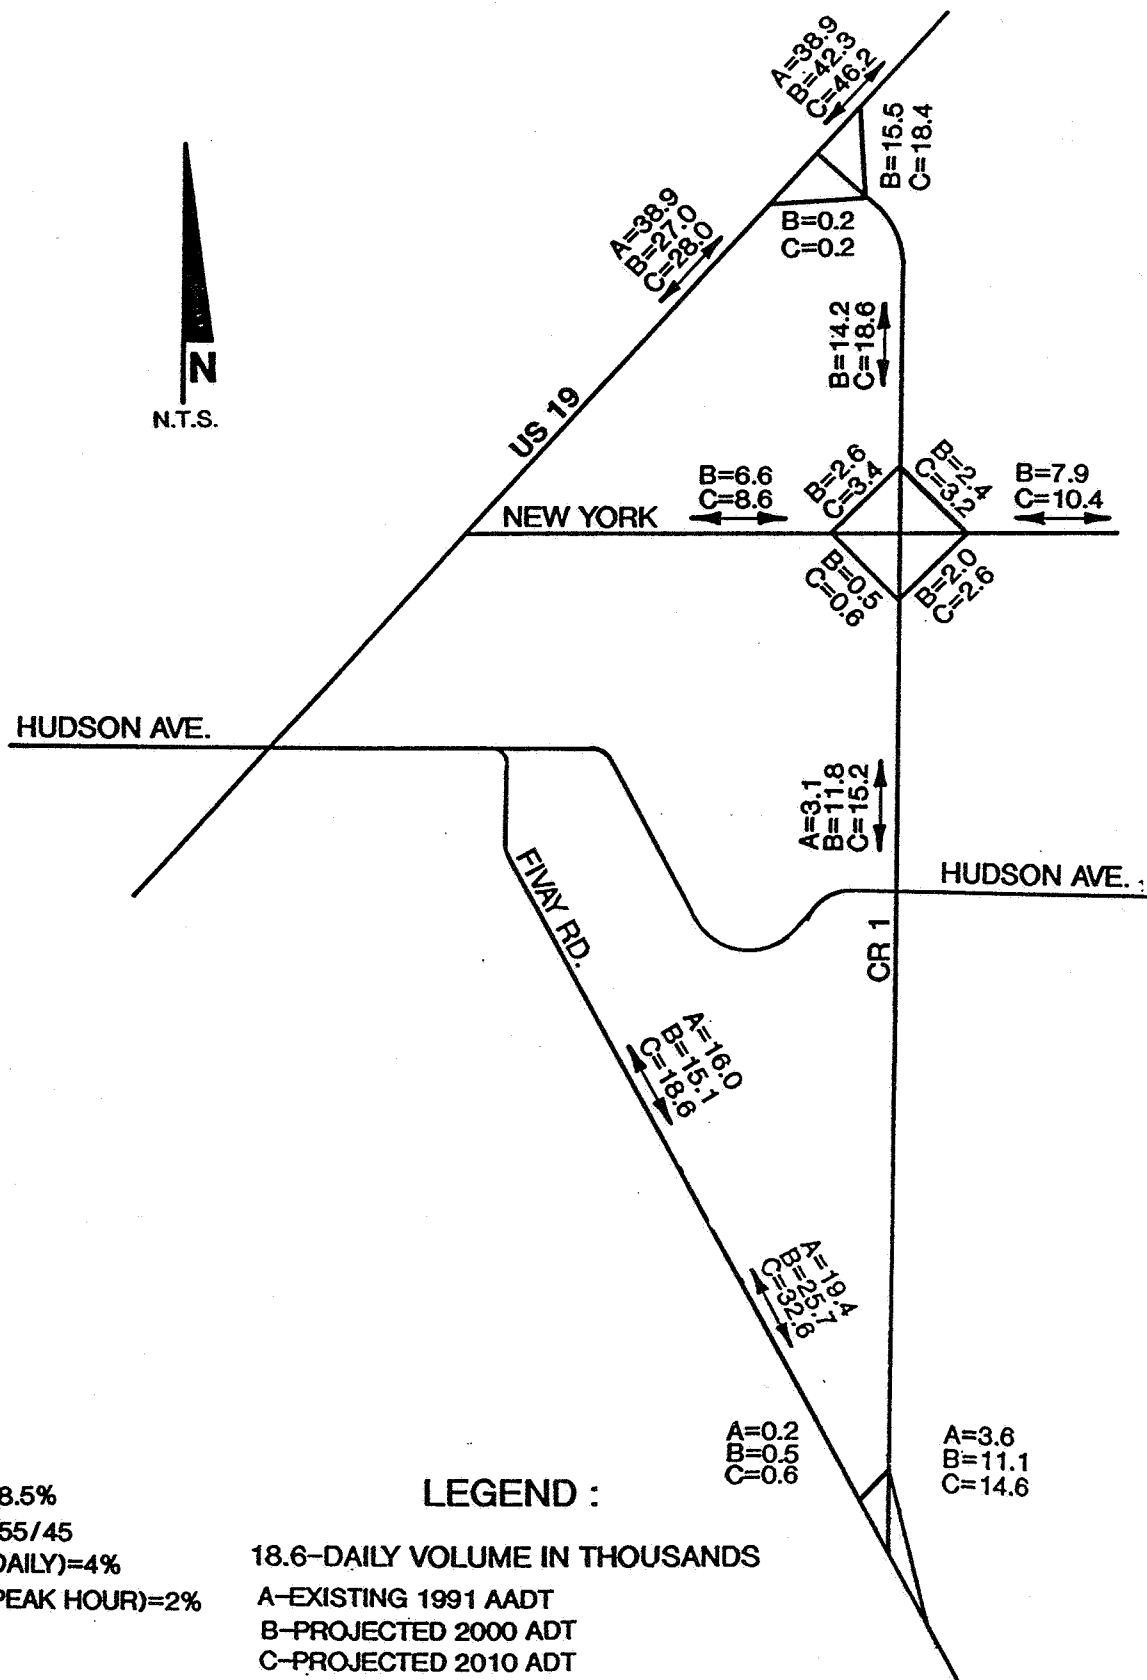 A=38.9
B=42.3
C=46.2
B=15.5
C=18.4
A=38.9
B=27.0
C=28.0
B=0.2
C=0.2
N
N.T.S.
B=14.2
C=18.6
US 19
B=6.6
C=8.6
B=2.6
C=3.4
B=2.4
C=3.2
B=7.9
C=10.4
NEW YORK
B=0.5
C=0.6
B=2.0
C=2.6
HUDSON AVE.
A=3.1
B=11.8
C=15.2
HUDSON AVE.
FIVAY RD.
CR 1
A=16.0
B=15.1
C=18.6
A=19.4
B=25.7
C=32.6
A=0.2
B=0.5
C=0.6
A=3.6
B=11.1
C=14.6
8.5%
55/45
DAILY)=4%
PEAK HOUR)=2%
LEGEND :
18.6-DAILY VOLUME IN THOUSANDS
A-EXISTING 1991 AADT
B-PROJECTED 2000 ADT
C-PROJECTED 2010 ADT